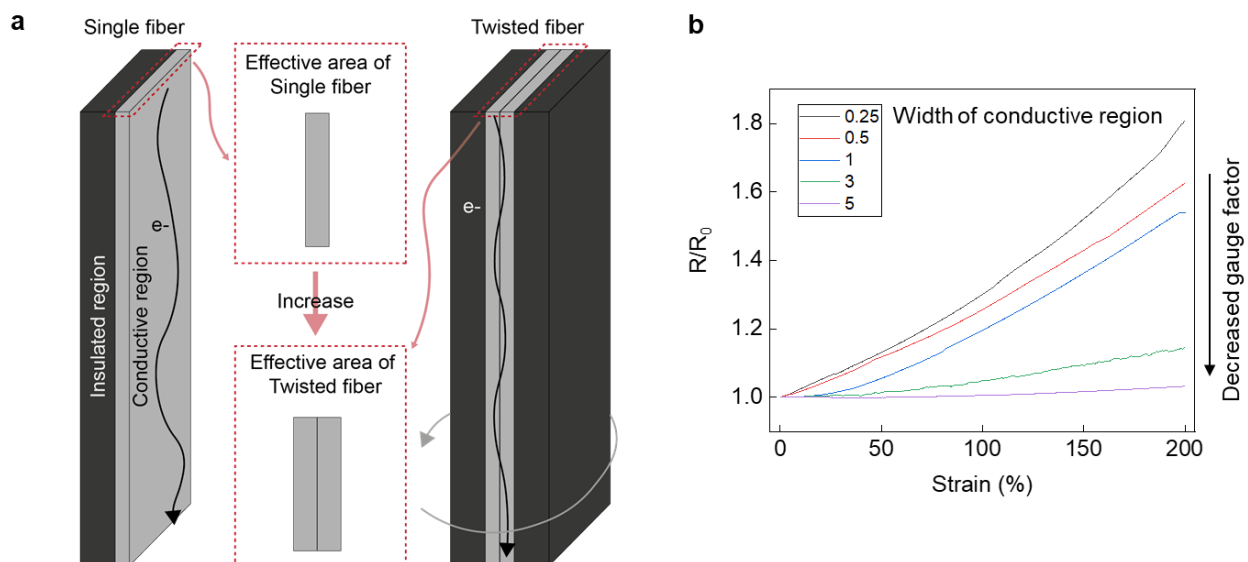 a
Single fiber
Twisted fiber
Effective area of
Single fiber
e-
Insulated region
Conductive region
Increase
Effective area of
Twisted fiber
e-
b
Width of conductive region
0.25
0.5
1
3
5
1.8
1.6
1.4
1.2
1.0
R/R0
0
50
100
150
200
Strain (%)
Decreased gauge factor